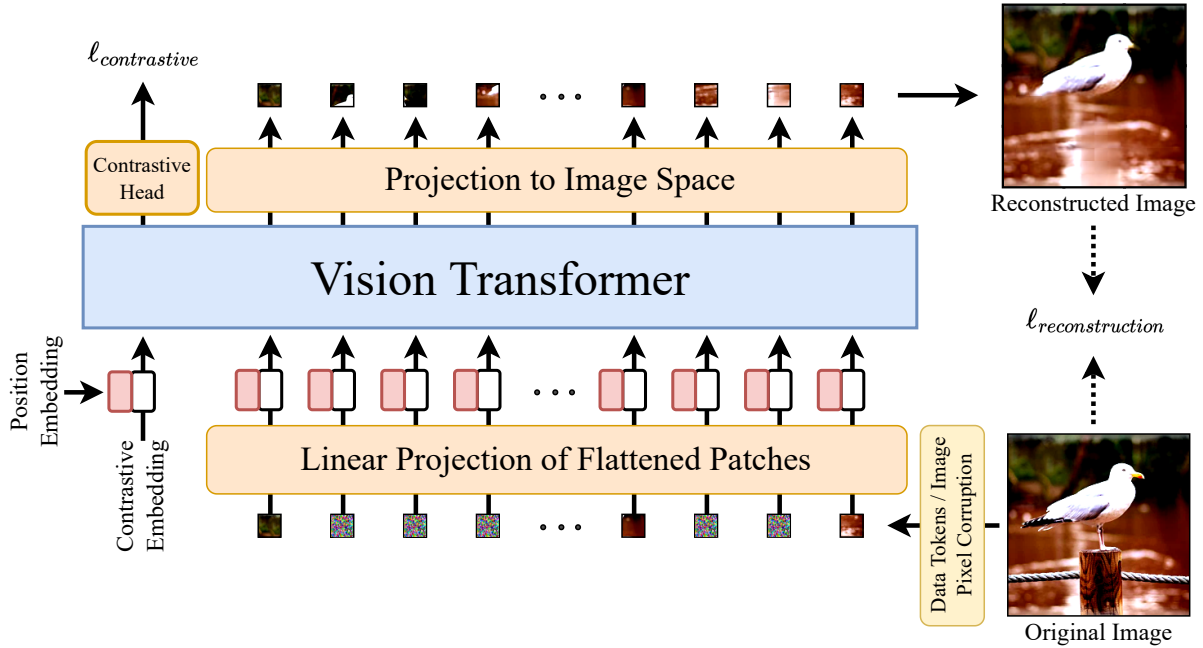 ℓcontrastive
Contrastive
Head
Projection to Image Space
Reconstructed Image
Vision Transformer
ℓreconstruction
Position
Embedding
Contrastive
Embedding
Linear Projection of Flattened Patches
Data Tokens / Image
Pixel Corruption
Original Image